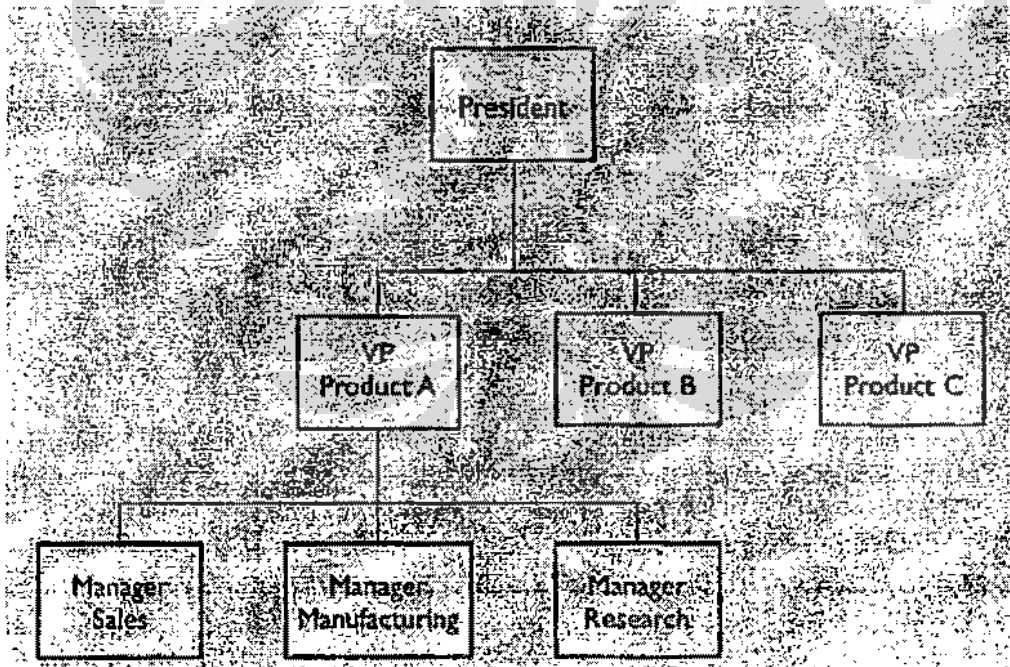 President
VP
Product A
VP
Product B
VP
Product C
Manager
Sales
Manager
Manufacturing
Manager
Research